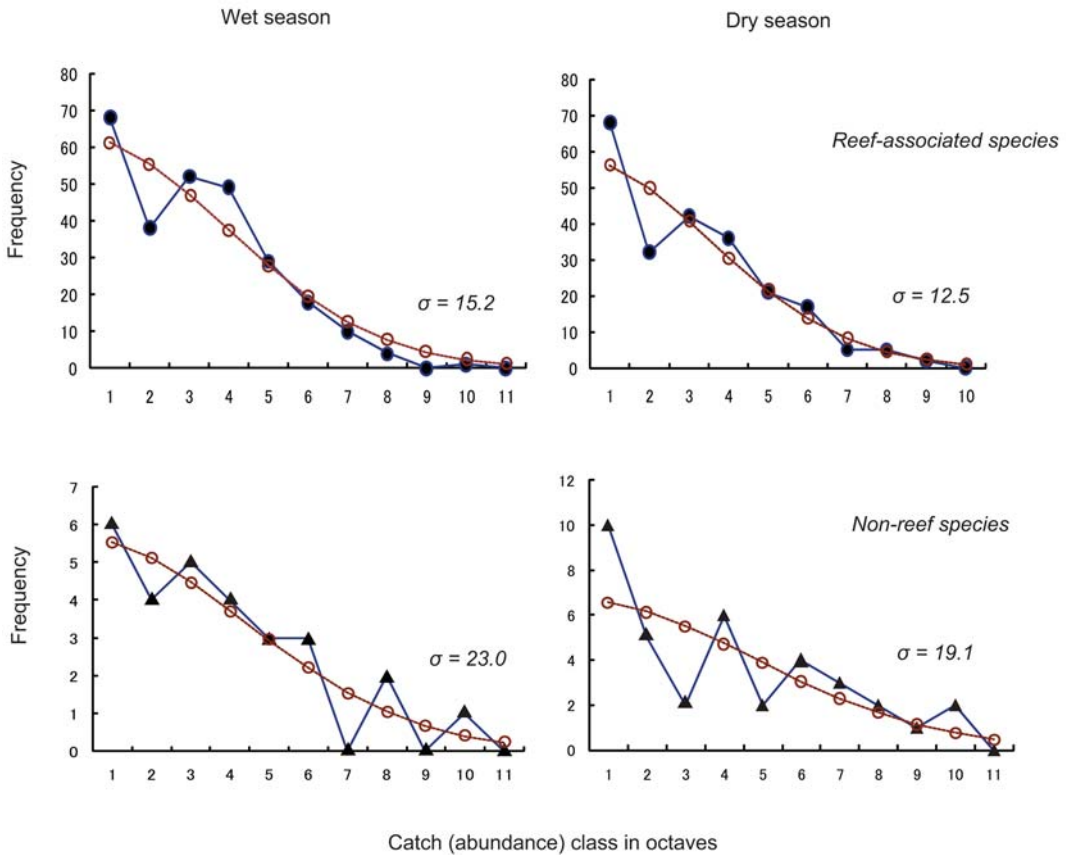 Wet season
Dry season
Frequency
80
70
60
50
40
30
20
10
0
σ = 15.2
1 2 3 4 5 6 7 8 9 10 11
80
70
60
50
40
30
20
10
0
Reef-associated species
σ = 12.5
1 2 3 4 5 6 7 8 9 10
Frequency
7
6
5
4
3
2
1
0
σ = 23.0
1 2 3 4 5 6 7 8 9 10 11
12
10
8
6
4
2
0
Non-reef species
σ = 19.1
1 2 3 4 5 6 7 8 9 10 11
Catch (abundance) class in octaves